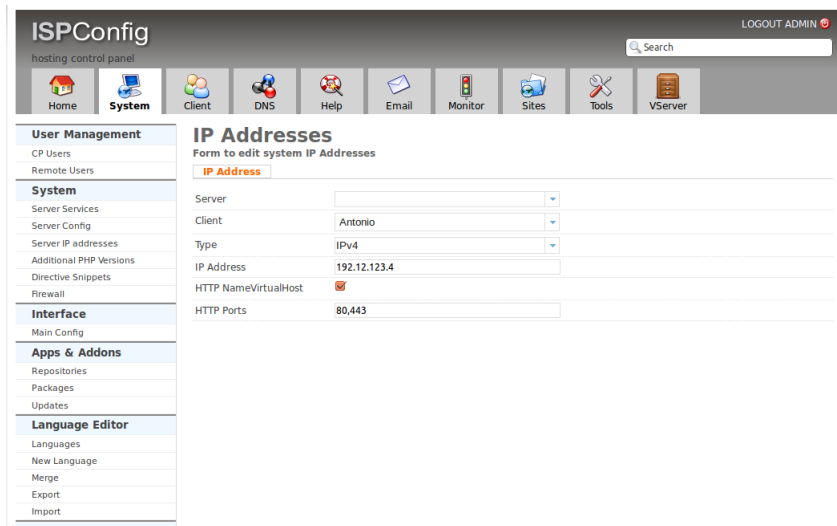 ISPConfig
hosting control panel
LOGOUT ADMIN
Search
Home
System
Client
DNS
Help
Email
Monitor
Sites
Tools
VServer
User Management
CP Users
Remote Users
System
Server Services
Server Config
Server IP addresses
Additional PHP Versions
Directive Snippets
Firewall
Interface
Main Config
Apps & Addons
Repositories
Packages
Updates
Language Editor
Languages
New Language
Merge
Export
Import
IP Addresses
Form to edit system IP Addresses
IP Address
Server
Client Antonio
Type IPv4
IP Address 192.12.123.4
HTTP NameVirtualHost
HTTP Ports 80,443